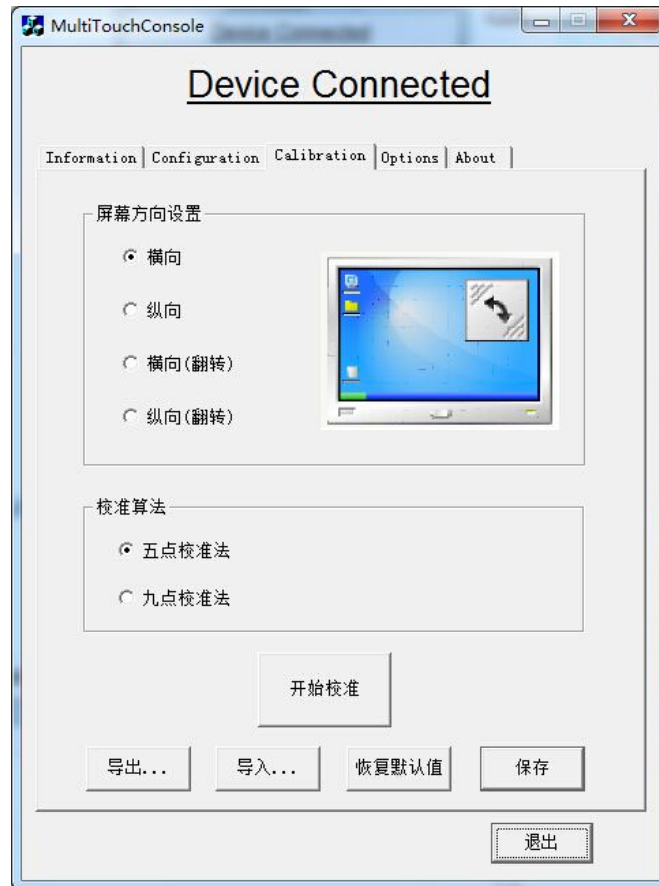 MultiTouchConsole
Device Connected
Information Configuration Calibration Options About
屏幕方向设置
横向
纵向
横向(翻转)
纵向(翻转)
校准算法
五点校准法
九点校准法
开始校准
导出... 导入... 恢复默认值 保存
退出